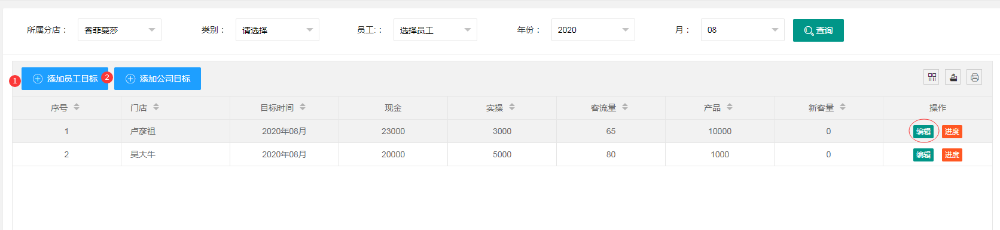 所属分店： 香菲蔓莎 类别： 请选择 员工：： 选择员工 年份： 2020 月： 08 查询
1 添加员工目标 2 添加公司目标
序号 门店 目标时间 现金 实操 客流量 产品 新客量 操作
1 卢彦祖 2020年08月 23000 3000 65 10000 0 编辑 进度
2 吴大牛 2020年08月 20000 5000 80 1000 0 编辑 进度